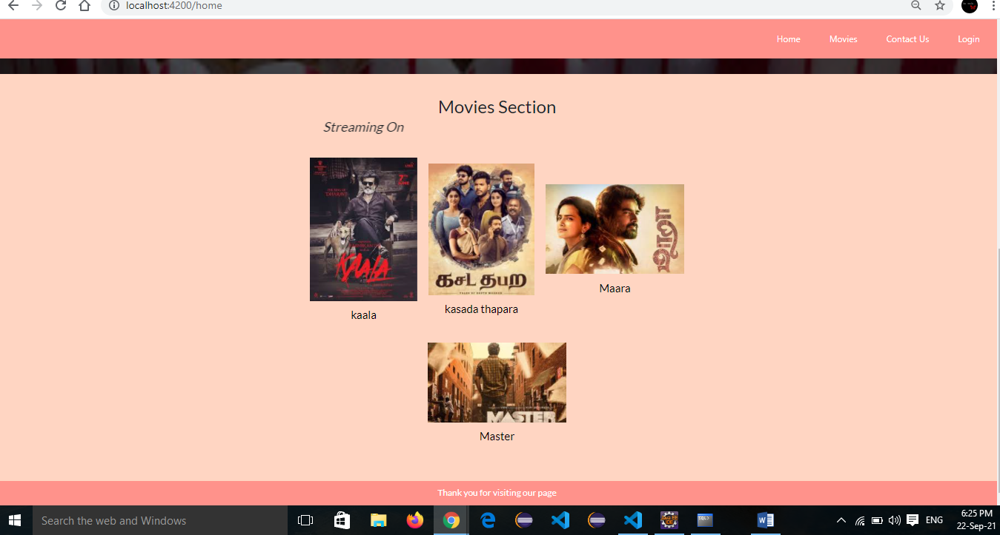 localhost:4200/home
Home Movies Contact Us Login
Movies Section
Streaming On
KAALA
கசட தபற
மாறா
kaala
kasada thapara
Maara
MASTER
Master
Thank you for visiting our page
Search the web and Windows
ENG
6:25 PM
22-Sep-21